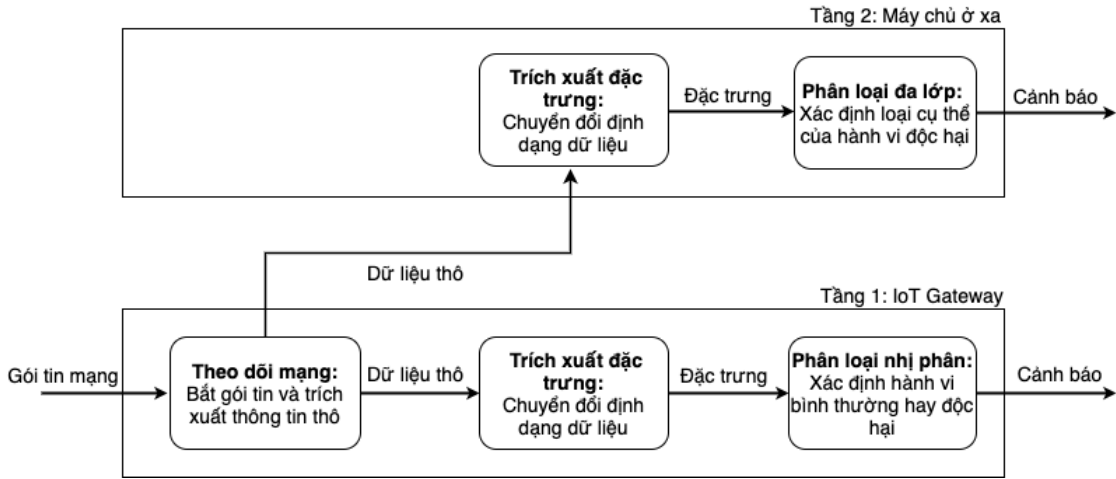 Tầng 2: Máy chủ ở xa
Trích xuất đặc
trưng:
Chuyển đổi định
dạng dữ liệu
Đặc trưng
Phân loại đa lớp:
Xác định loại cụ thể
của hành vi độc hại
Cảnh báo
Dữ liệu thô
Tầng 1: IoT Gateway
Gói tin mạng
Theo dõi mạng:
Bắt gói tin và trích
xuất thông tin thô
Dữ liệu thô
Trích xuất đặc
trưng:
Chuyển đổi định
dạng dữ liệu
Đặc trưng
Phân loại nhị phân:
Xác định hành vi
bình thường hay độc
hại
Cảnh báo